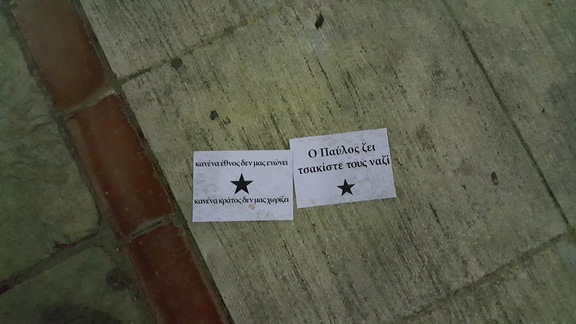 κανένα έθνος δεν μας ενώνει
κανένα κράτος δεν μας χωρίζει
Ο Παύλος ζει
τσακίστε τους ναζί